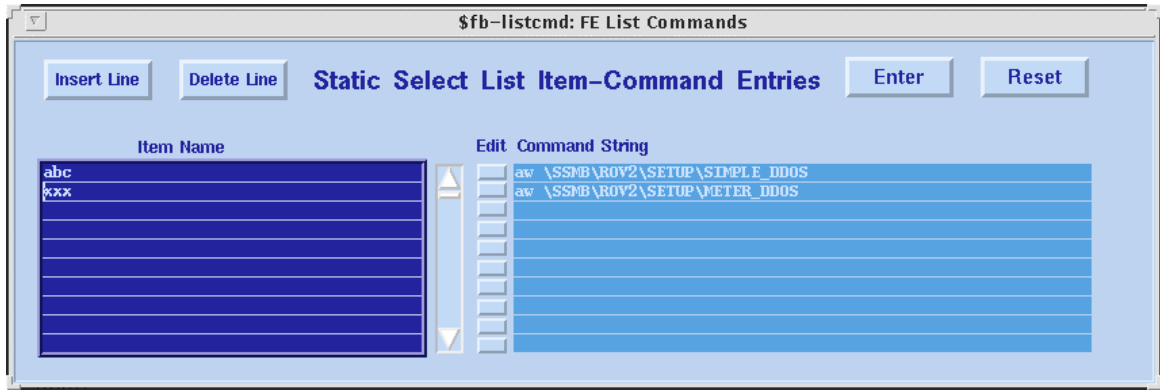 $fb-listcmd: FE List Commands
Insert Line Delete Line Static Select List Item-Command Entries Enter Reset
Item Name Edit Command String
abc aw \SSMB\ROV2\SETUP\SIMPLE_DDOS
xxx aw \SSMB\ROV2\SETUP\METER_DDOS